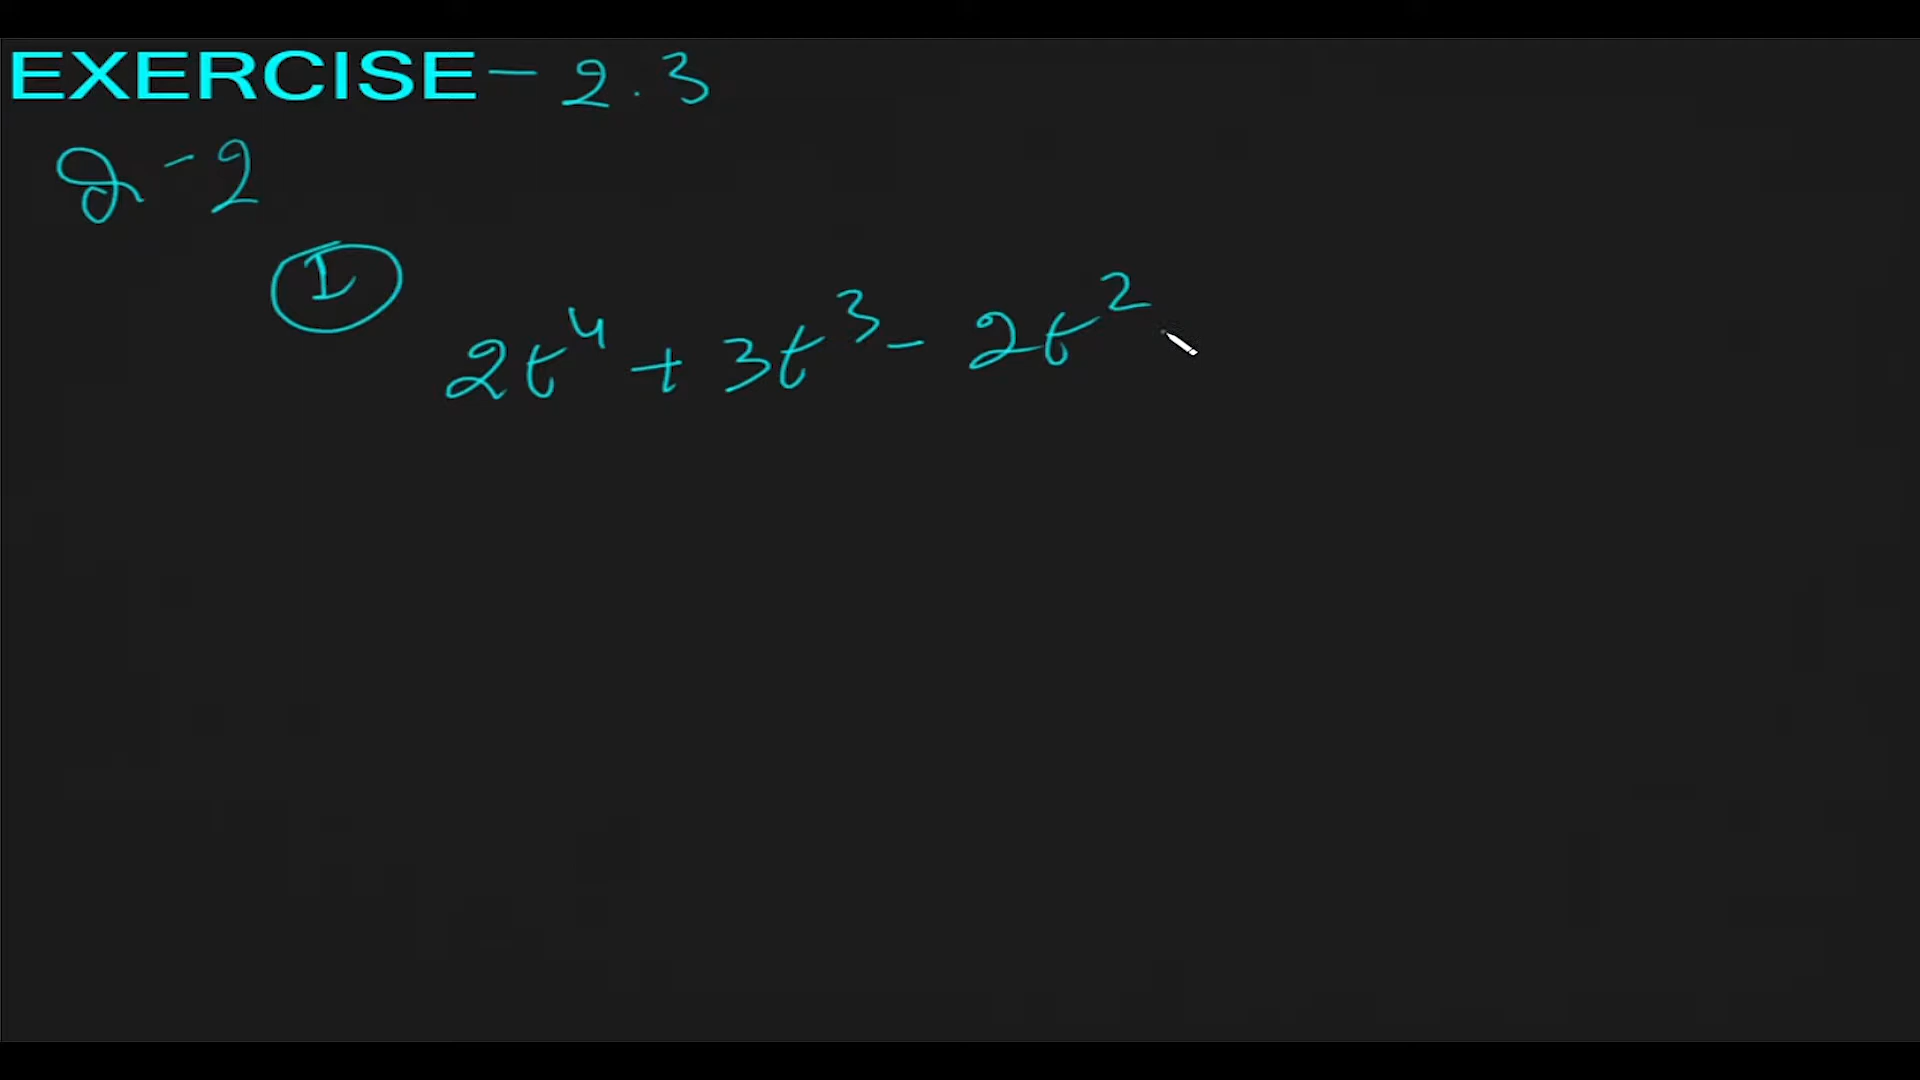 EXERCISE - 2.3
Q - 2
I
2t⁴ + 3t³ - 2t²